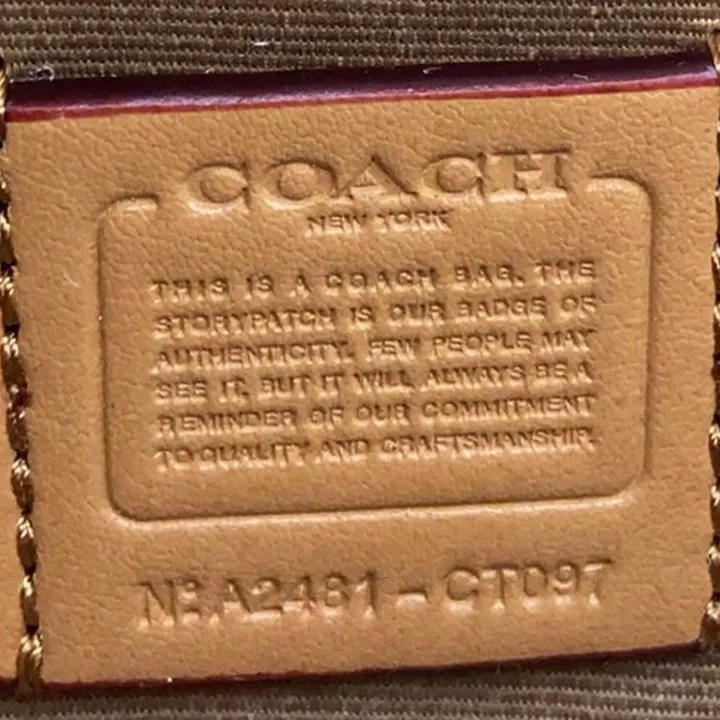 COACH
NEW YORK
THIS IS A COACH BAG. THE
STORYPATCH IS OUR BADGE OF
AUTHENTICITY. FEW PEOPLE MAY
SEE IT, BUT IT WILL ALWAYS BE A
REMINDER OF OUR COMMITMENT
TO QUALITY AND CRAFTSMANSHIP.
Nº A2481 - CT097